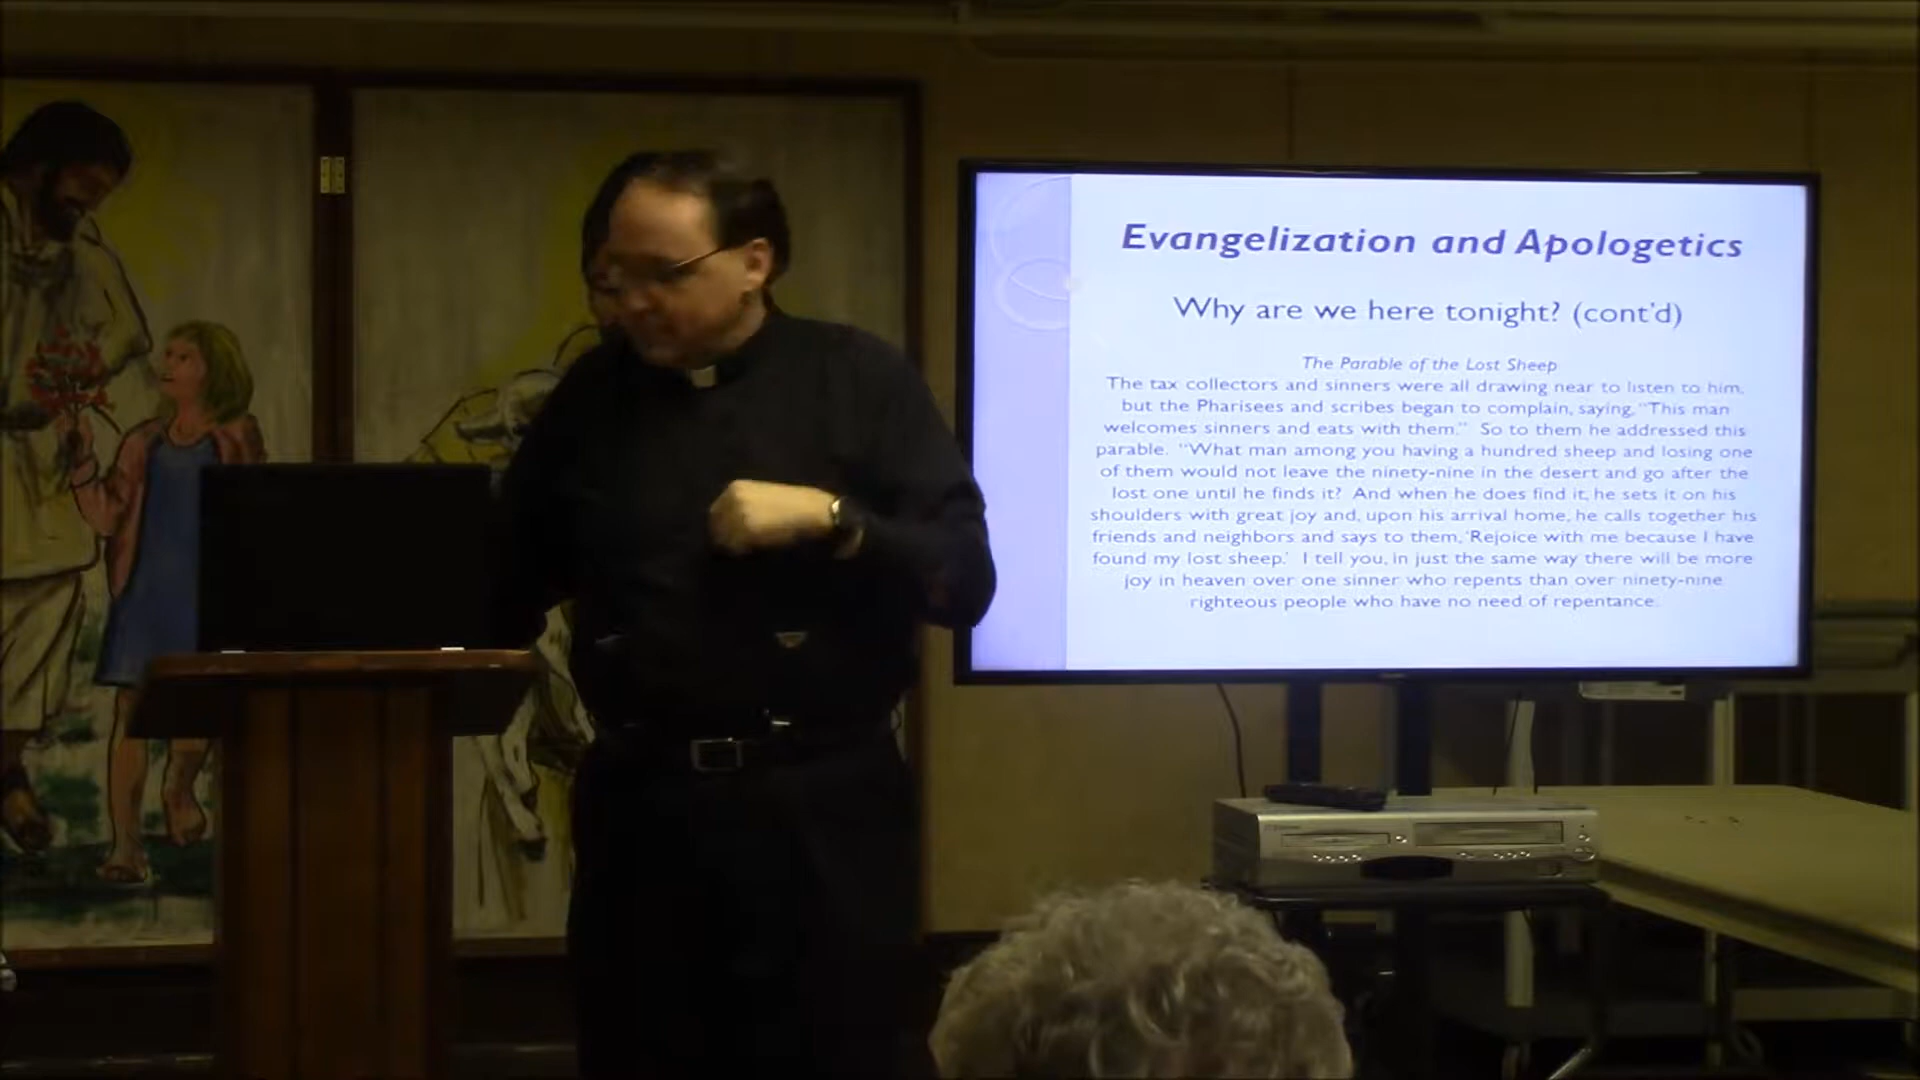 Evangelization and Apologetics
Why are we here tonight? (cont'd)
The Parable of the Lost Sheep
The tax collectors and sinners were all drawing near to listen to him,
but the Pharisees and scribes began to complain, saying, "This man
welcomes sinners and eats with them." So to them he addressed this
parable. "What man among you having a hundred sheep and losing one
of them would not leave the ninety-nine in the desert and go after the
lost one until he finds it? And when he does find it, he sets it on his
shoulders with great joy and, upon his arrival home, he calls together his
friends and neighbors and says to them, 'Rejoice with me because I have
found my lost sheep.' I tell you, in just the same way there will be more
joy in heaven over one sinner who repents than over ninety-nine
righteous people who have no need of repentance.